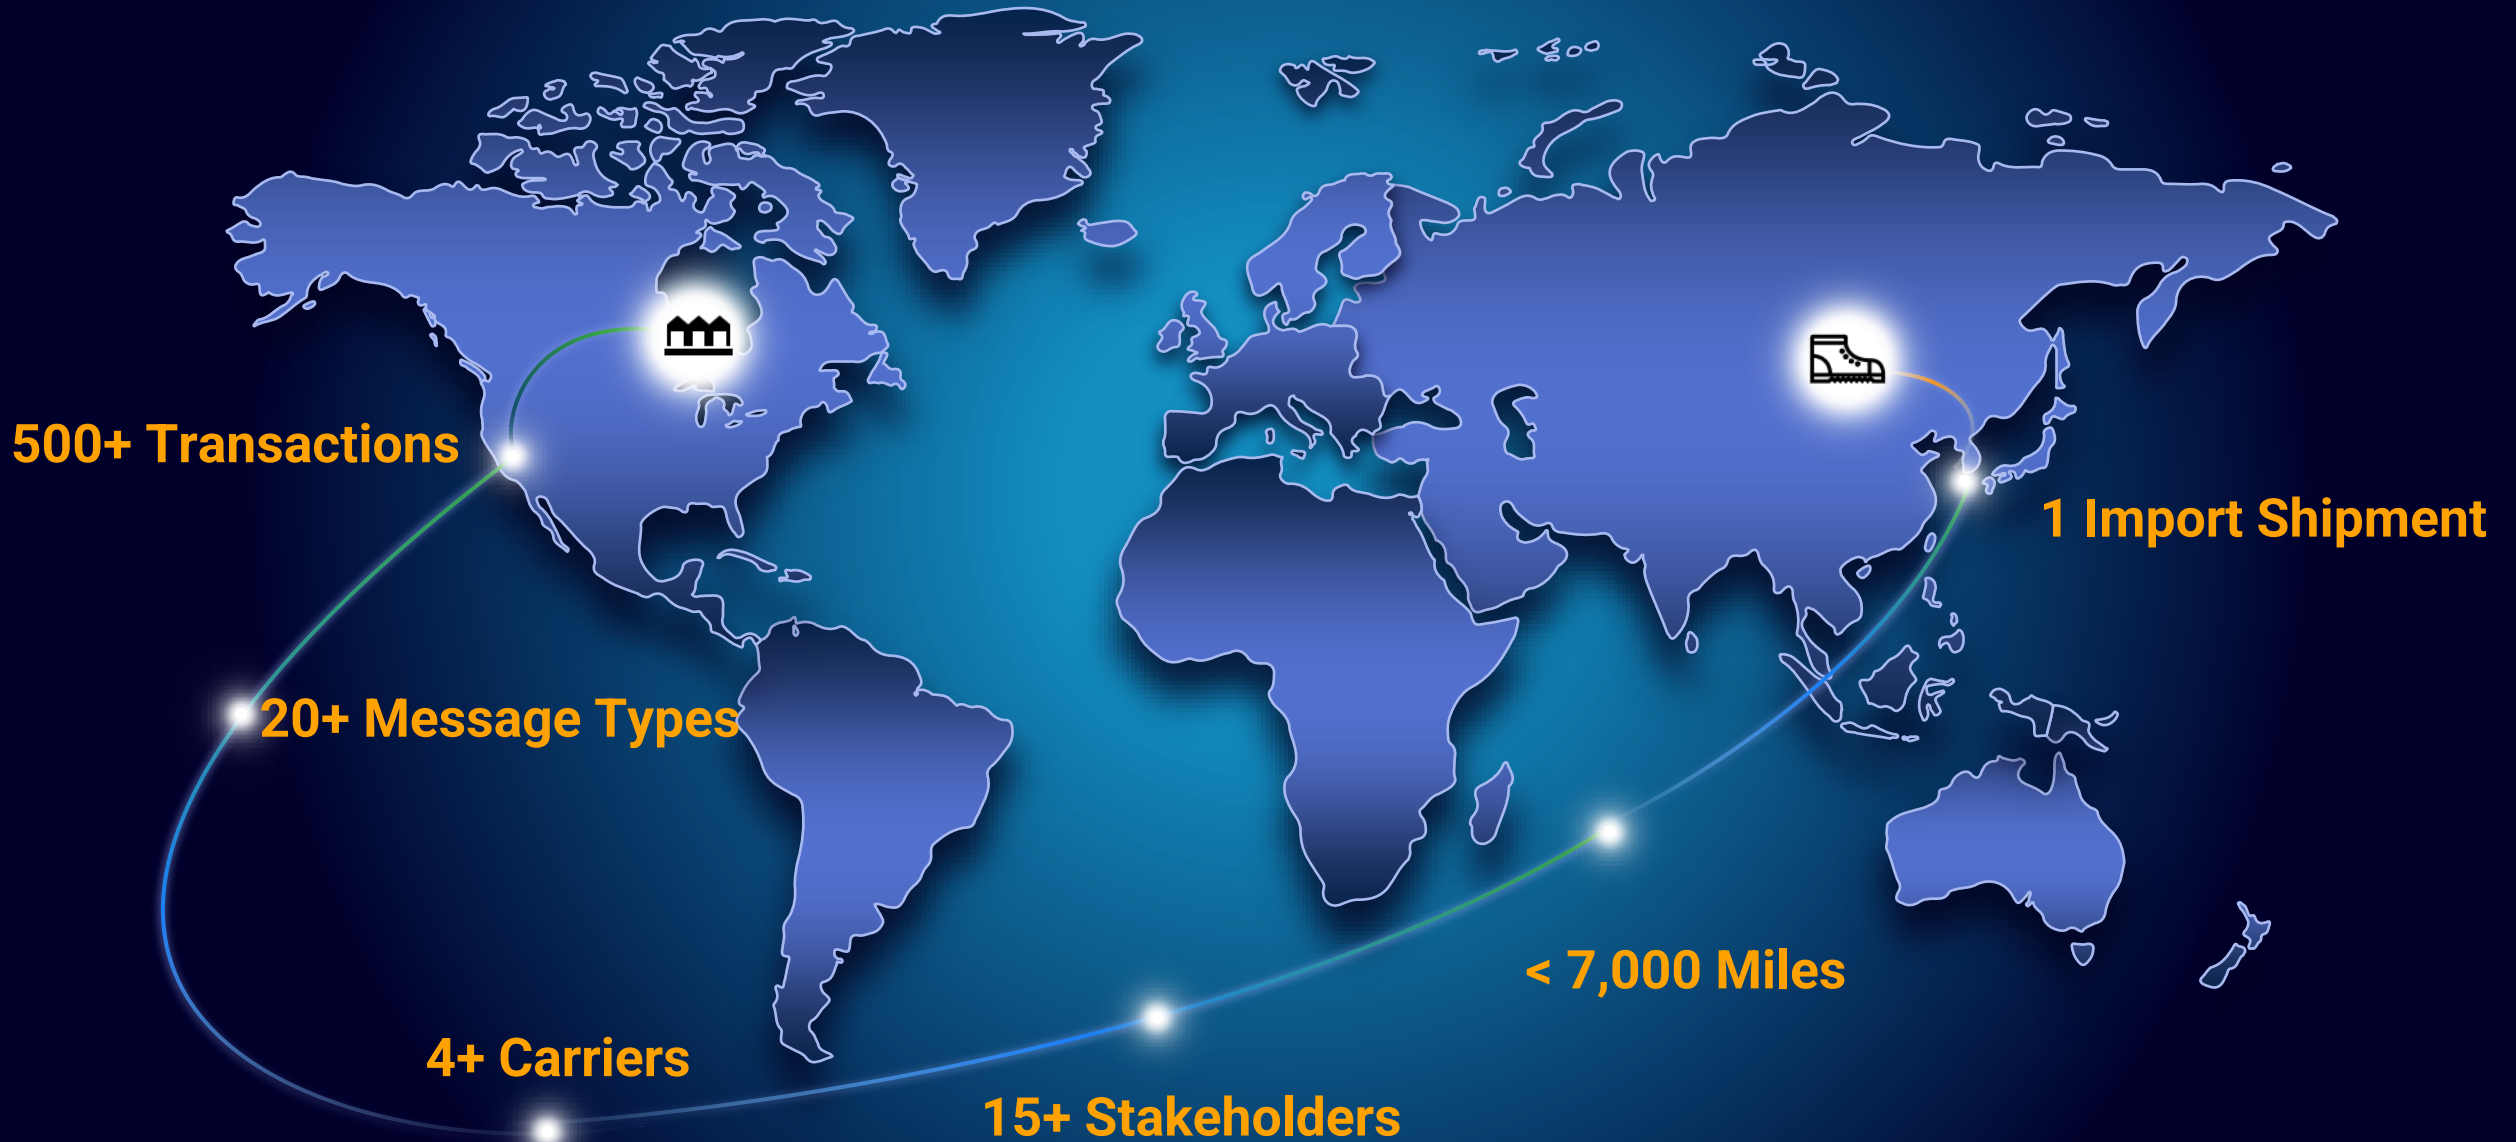 500+ Transactions
1 Import Shipment
20+ Message Types
< 7,000 Miles
4+ Carriers
15+ Stakeholders